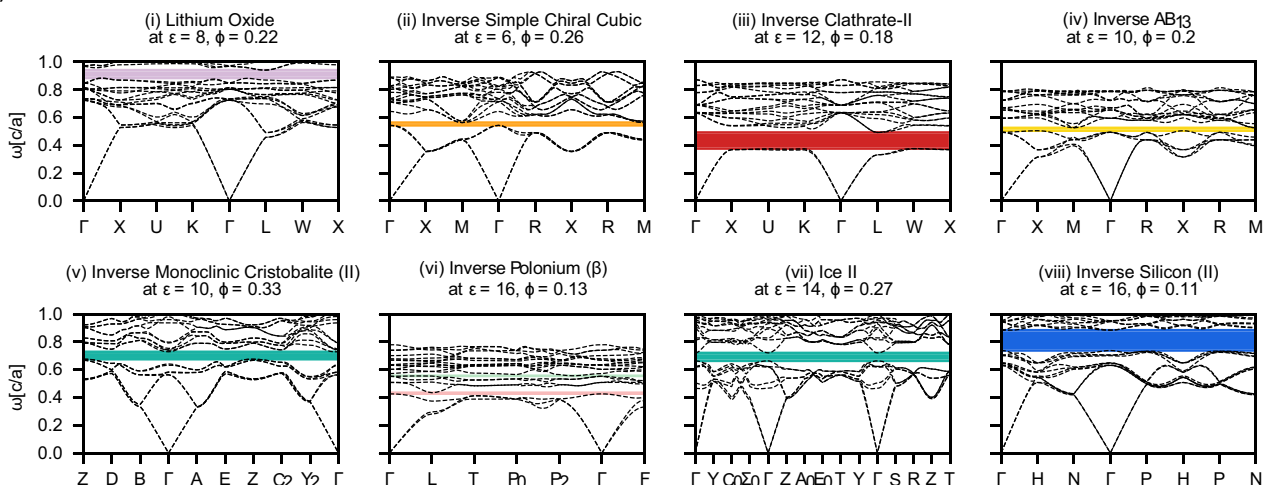 (i) Lithium Oxide
at ε = 8, ϕ = 0.22
(ii) Inverse Simple Chiral Cubic
at ε = 6, ϕ = 0.26
(iii) Inverse Clathrate-II
at ε = 12, ϕ = 0.18
(iv) Inverse AB13
at ε = 10, ϕ = 0.2
ω[c/a]
1.0
0.8
0.6
0.4
0.2
0.0
Γ X U K Γ L W X
Γ X M Γ R X R M
Γ X U K Γ L W X
Γ X M Γ R X R M
(v) Inverse Monoclinic Cristobalite (II)
at ε = 10, ϕ = 0.33
(vi) Inverse Polonium (β)
at ε = 16, ϕ = 0.13
(vii) Ice II
at ε = 14, ϕ = 0.27
(viii) Inverse Silicon (II)
at ε = 16, ϕ = 0.11
ω[c/a]
1.0
0.8
0.6
0.4
0.2
0.0
Z D B Γ A E Z C2 Y2 Γ
Γ L T P0 P2 Γ F
Γ Y C0 Σ0 Γ Z A0 E0 T Y Γ S R Z T
Γ H N Γ P H P N